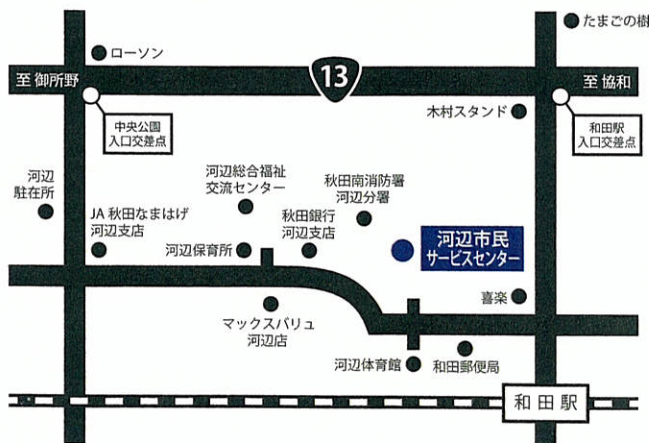 たまごの樹
ローソン
至 御所野
13
至 協和
中央公園
入口交差点
木村スタンド
和田駅
入口交差点
河辺
駐在所
河辺総合福祉
交流センター
秋田南消防署
河辺分署
JA 秋田なまはげ
河辺支店
河辺保育所
秋田銀行
河辺支店
河辺市民
サービスセンター
喜楽
マックスバリュ
河辺店
河辺体育館
和田郵便局
和田駅